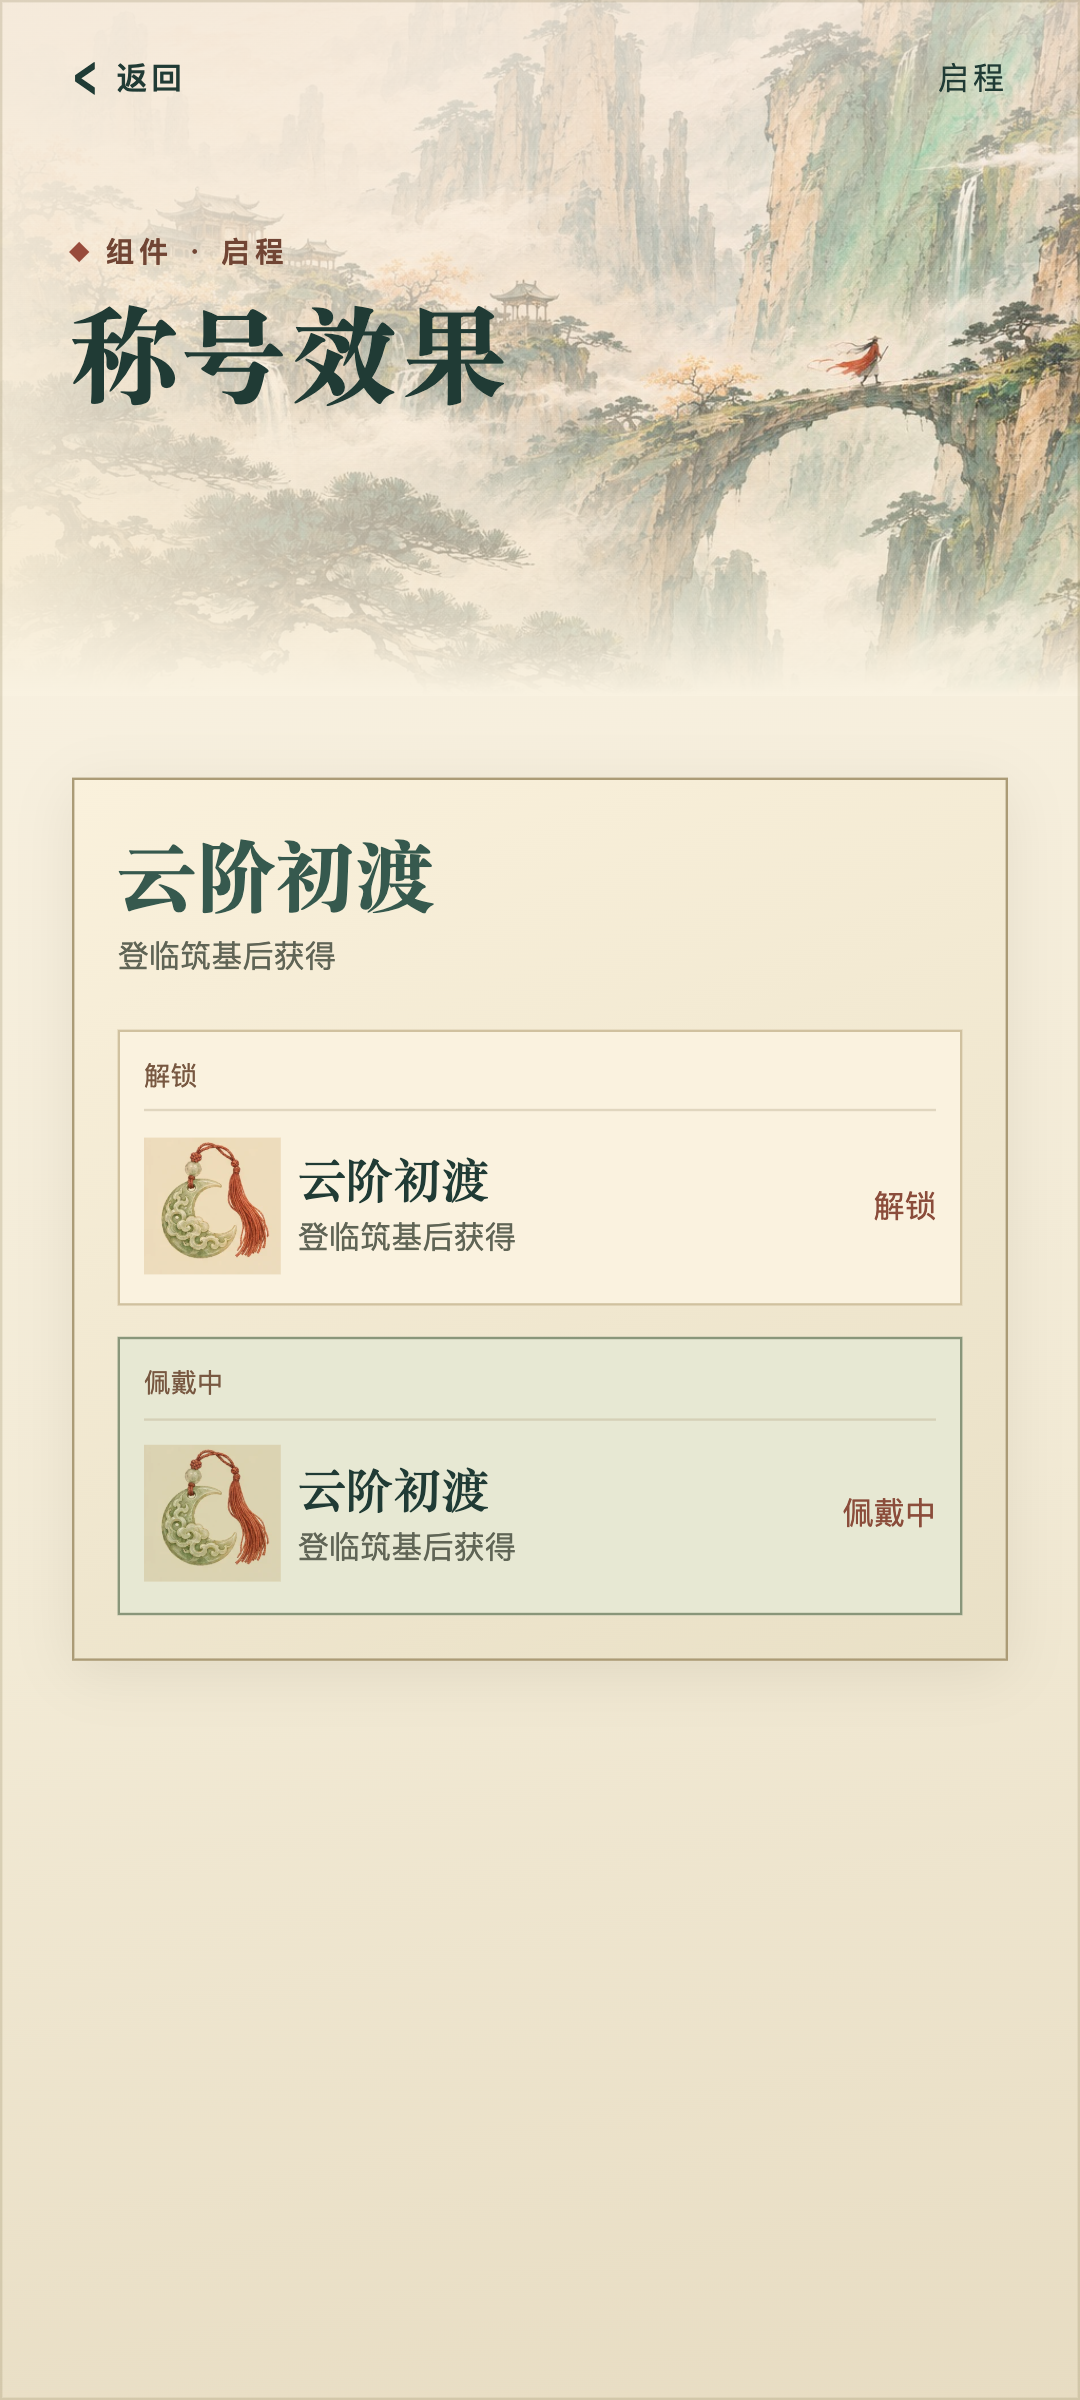 返回
启程
组件 · 启程
称号效果
云阶初渡
登临筑基后获得
解锁
云阶初渡
登临筑基后获得
解锁
佩戴中
云阶初渡
登临筑基后获得
佩戴中